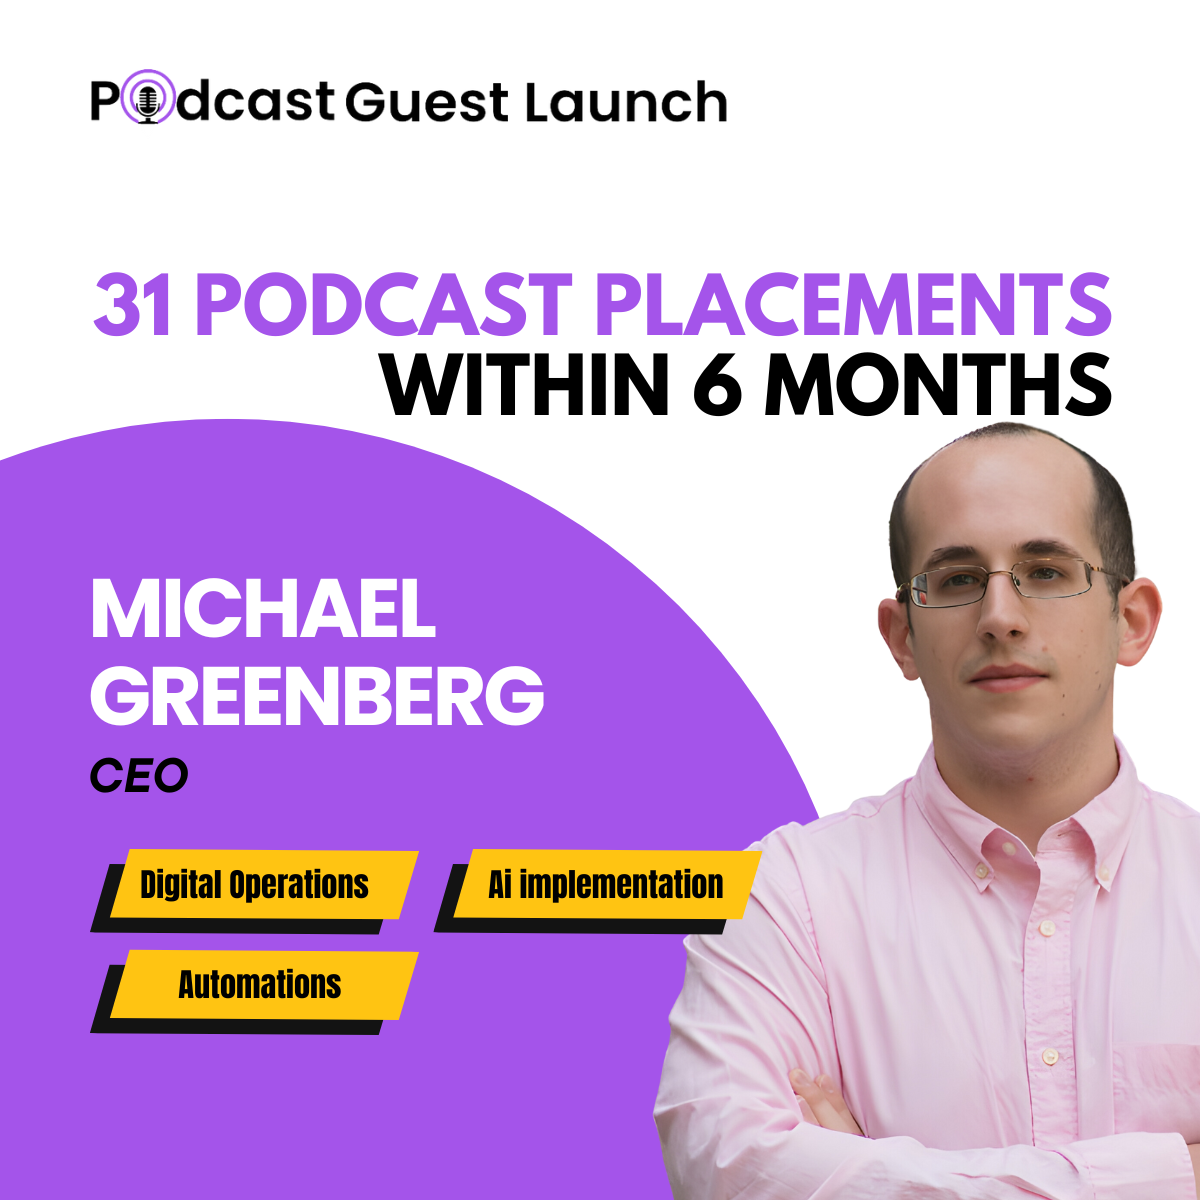 Podcast Guest Launch
31 PODCAST PLACEMENTS
WITHIN 6 MONTHS
MICHAEL
GREENBERG
CEO
Digital Operations
Ai implementation
Automations